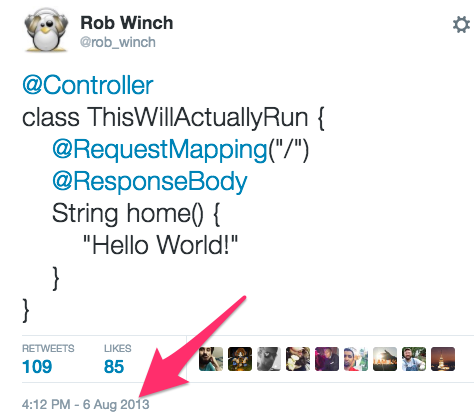 Rob Winch
@rob_winch
@Controller
class ThisWillActuallyRun {
@RequestMapping("/")
@ResponseBody
String home() {
"Hello World!"
}
}
RETWEETS LIKES
109 85
4:12 PM - 6 Aug 2013